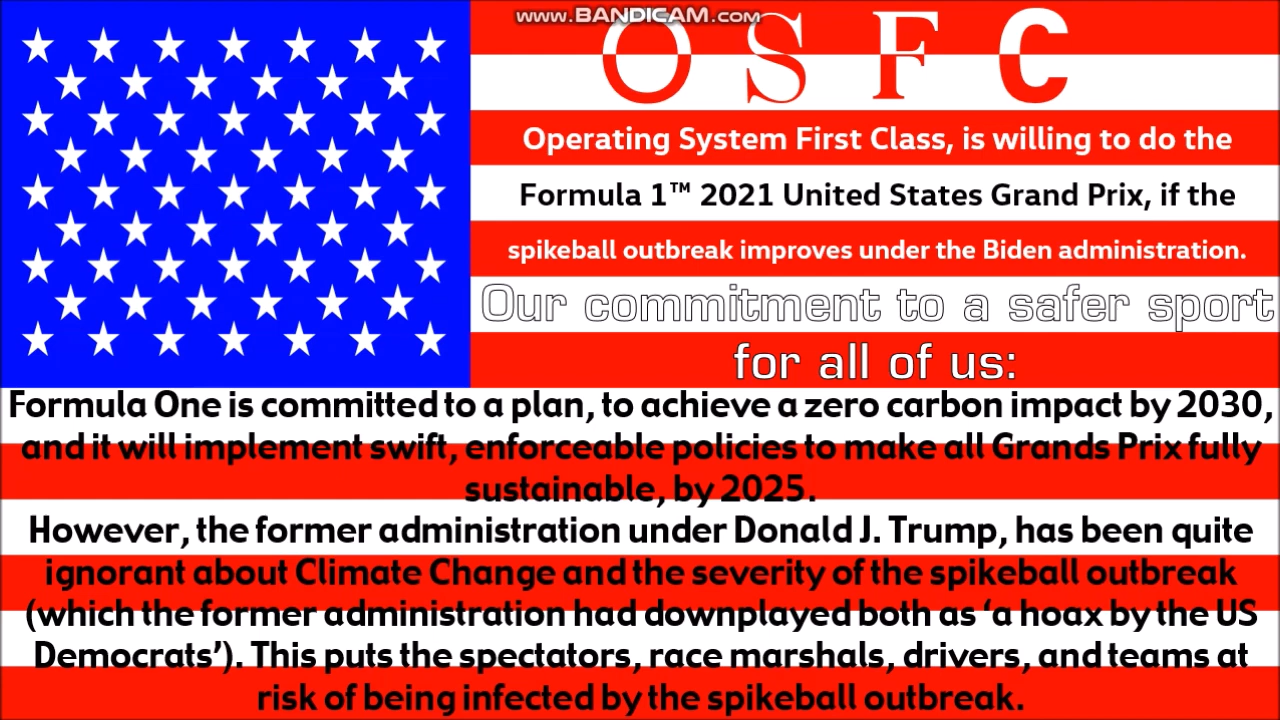 www.BANDICAM.com
O S F C
Operating System First Class, is willing to do the
Formula 1™ 2021 United States Grand Prix, if the
spikeball outbreak improves under the Biden administration.
Our commitment to a safer sport
for all of us:
Formula One is committed to a plan, to achieve a zero carbon impact by 2030,
and it will implement swift, enforceable policies to make all Grands Prix fully
sustainable, by 2025.
However, the former administration under Donald J. Trump, has been quite
ignorant about Climate Change and the severity of the spikeball outbreak
(which the former administration had downplayed both as ‘a hoax by the US
Democrats’). This puts the spectators, race marshals, drivers, and teams at
risk of being infected by the spikeball outbreak.